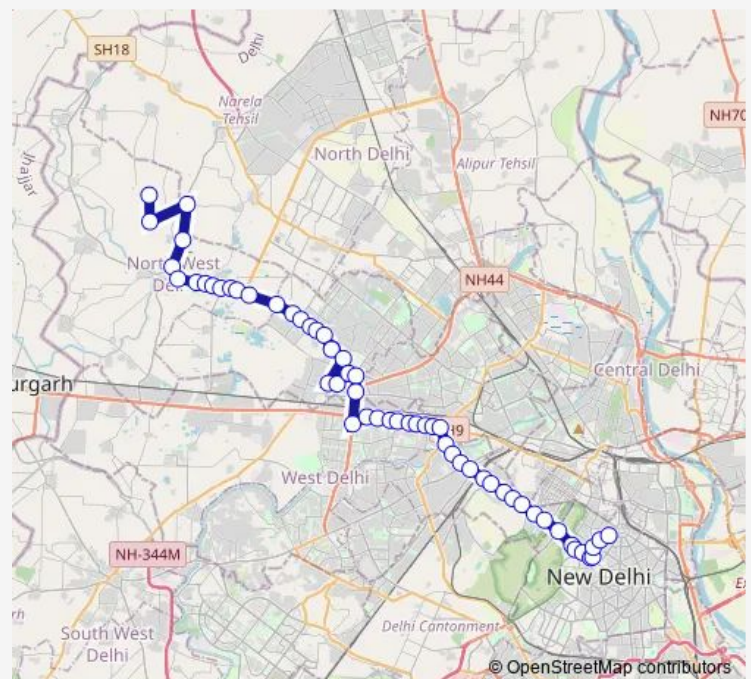 SH18
Delhi
Narela
Tehsil
NH70
North Delhi
Alipur Tehsil
Jhajjar
North West
Del
NH44
Central Delhi
urgarh
H9
West Delhi
NH-344M
New Delhi
South West
Delhi
Delhi Cantonment
© OpenStreetMap contributors